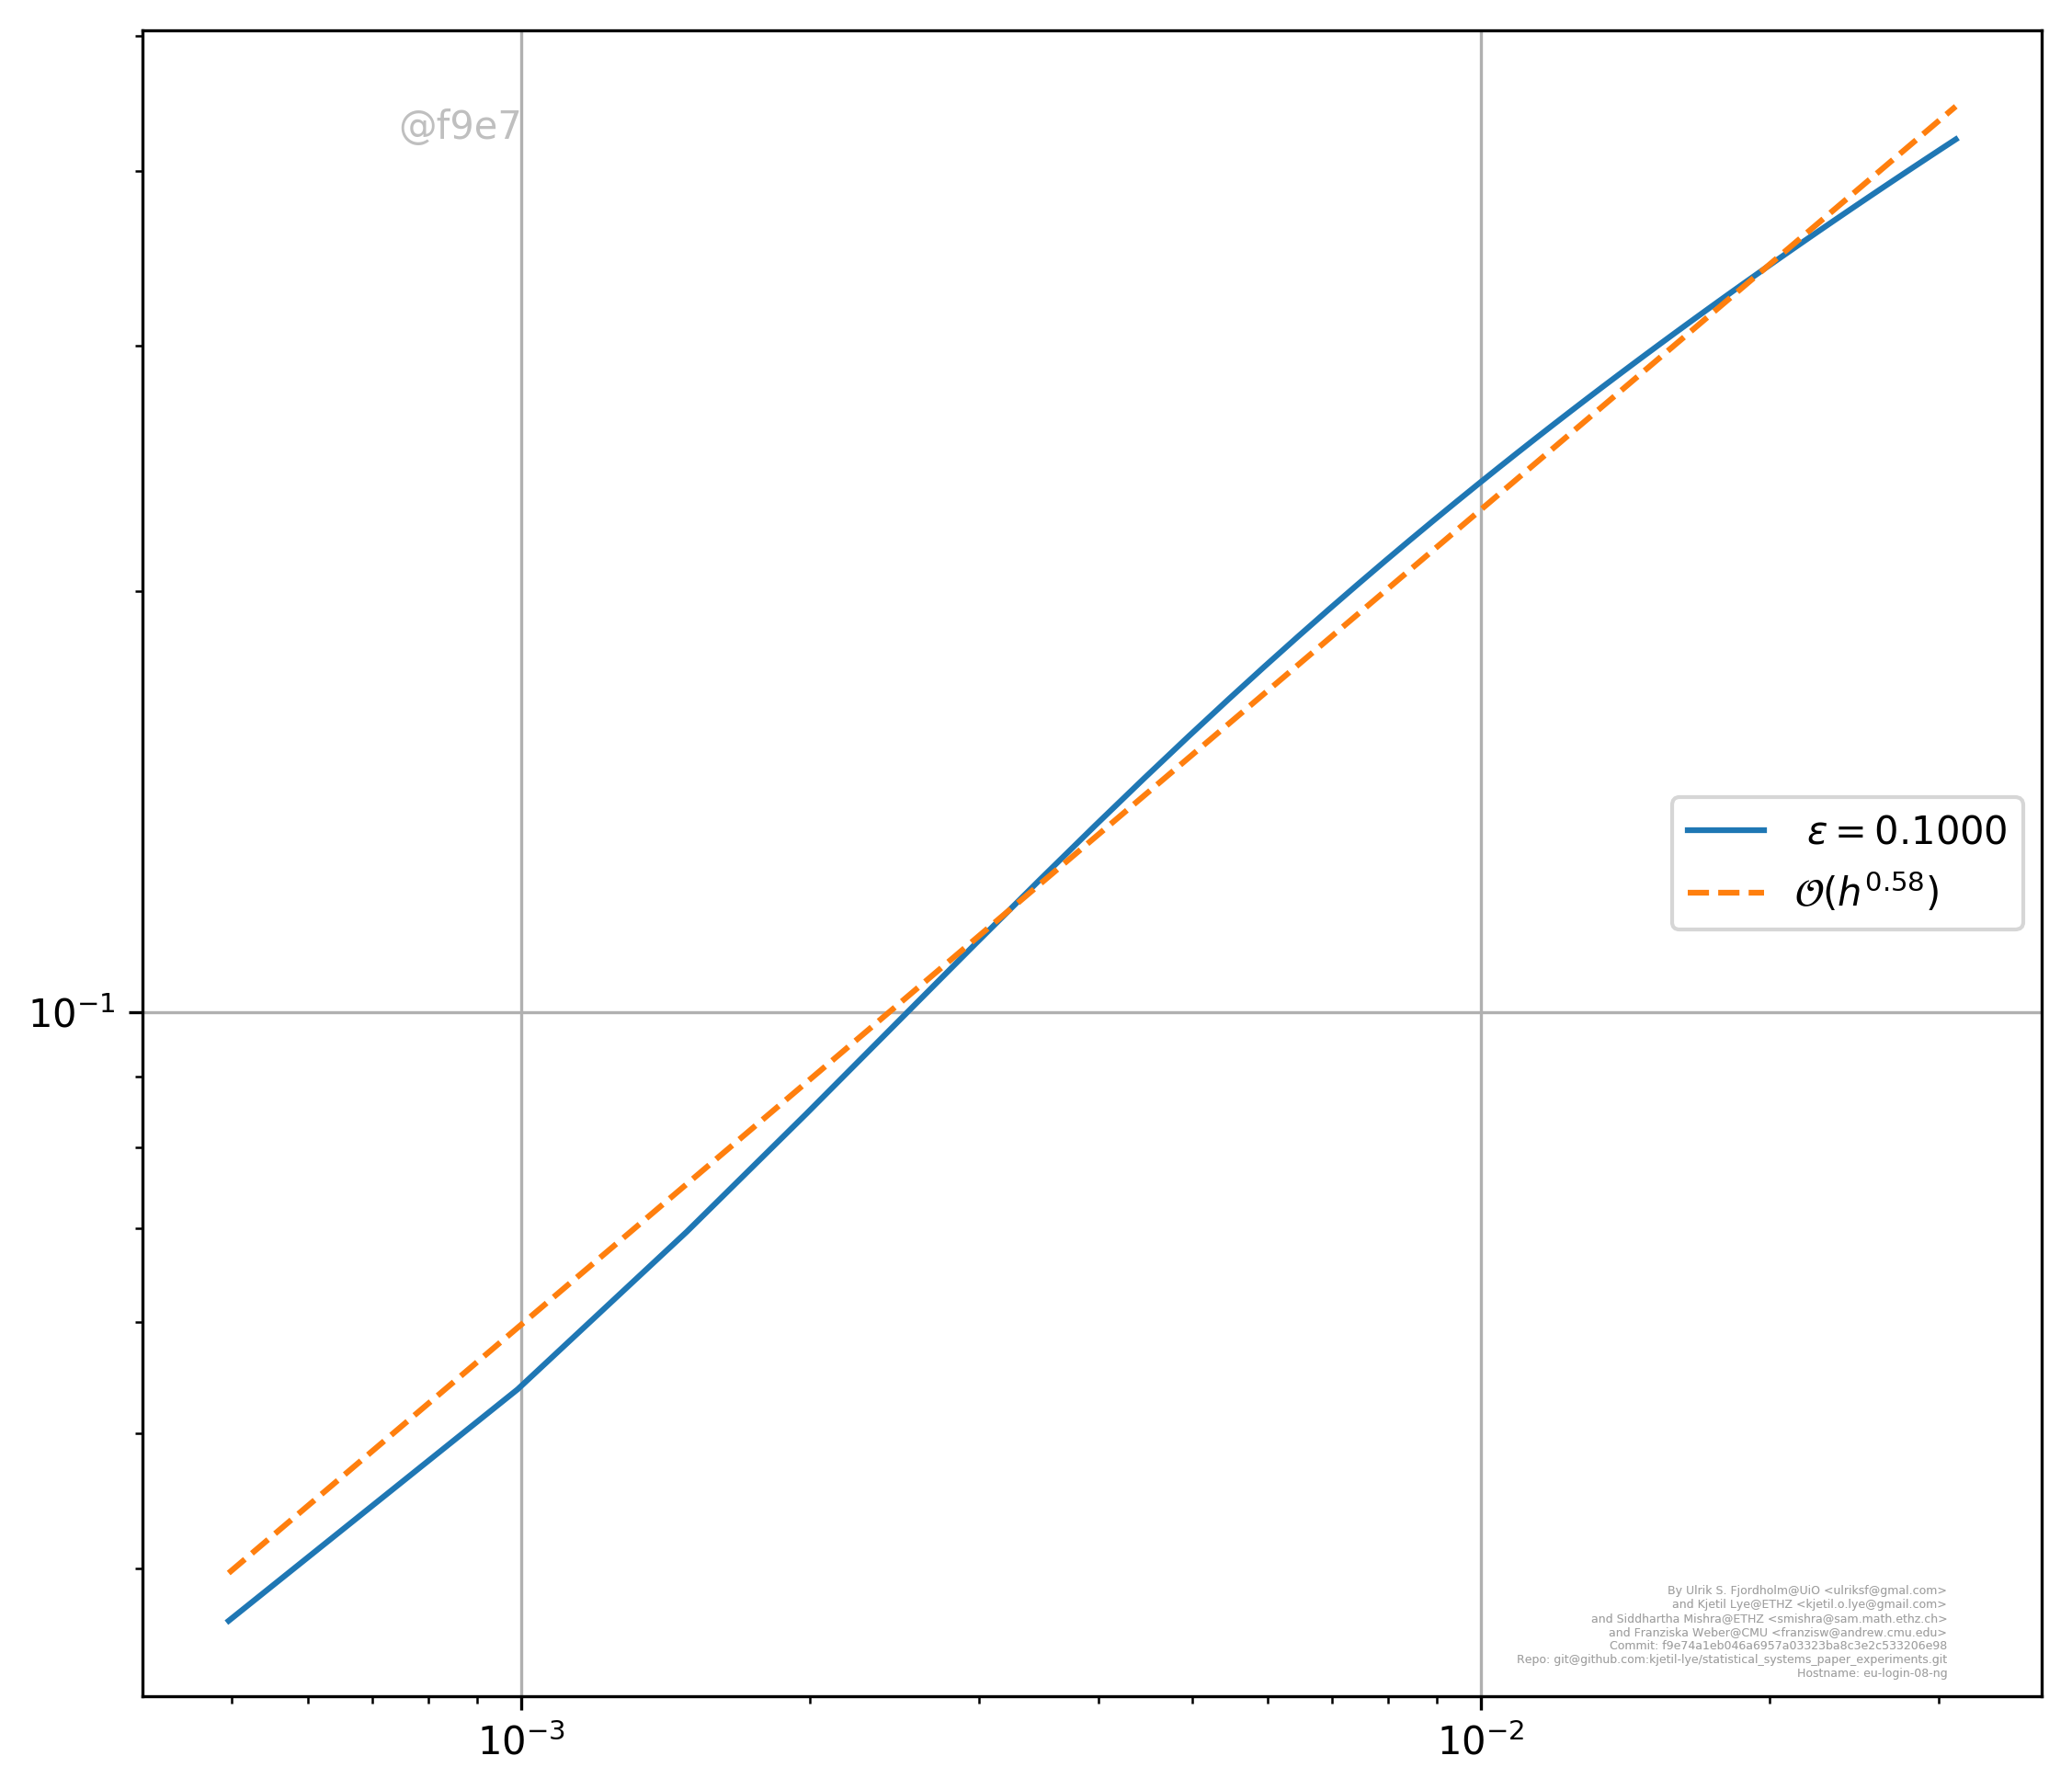 @f9e7
ε = 0.1000
𝒪(h^0.58)
10^−1
By Ulrik S. Fjordholm@UiO <ulriksf@gmal.com>
and Kjetil Lye@ETHZ <kjetil.o.lye@gmail.com>
and Siddhartha Mishra@ETHZ <smishra@sam.math.ethz.ch>
and Franziska Weber@CMU <franzisw@andrew.cmu.edu>
Commit: f9e74a1eb046a6957a03323ba8c3e2c533206e98
Repo: git@github.com:kjetil-lye/statistical_systems_paper_experiments.git
Hostname: eu-login-08-ng
10^−3
10^−2